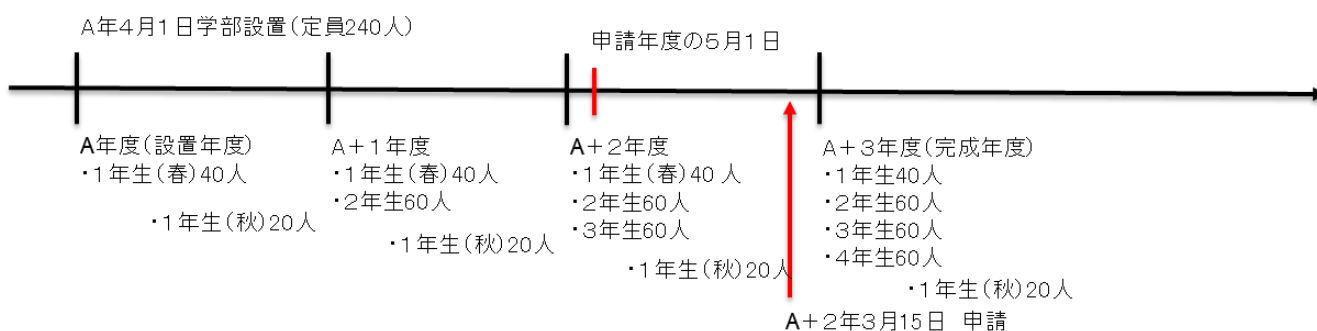 A年4月1日学部設置(定員240人)
申請年度の5月1日
A年度(設置年度)
・1年生(春)40人
・1年生(秋)20人
A+1年度
・1年生(春)40人
・2年生60人
・1年生(秋)20人
A+2年度
・1年生(春)40人
・2年生60人
・3年生60人
・1年生(秋)20人
A+3年度(完成年度)
・1年生40人
・2年生60人
・3年生60人
・4年生60人
・1年生(秋)20人
A+2年3月15日 申請